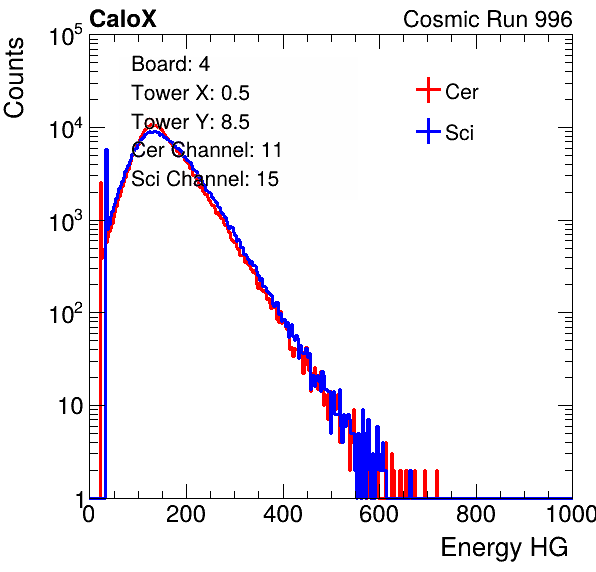 CaloX Cosmic Run 996
Counts
10^5
10^4
10^3
10^2
10
1
Board: 4
Tower X: 0.5
Tower Y: 8.5
Cer Channel: 11
Sci Channel: 15
Cer
Sci
0 200 400 600 800 1000
Energy HG